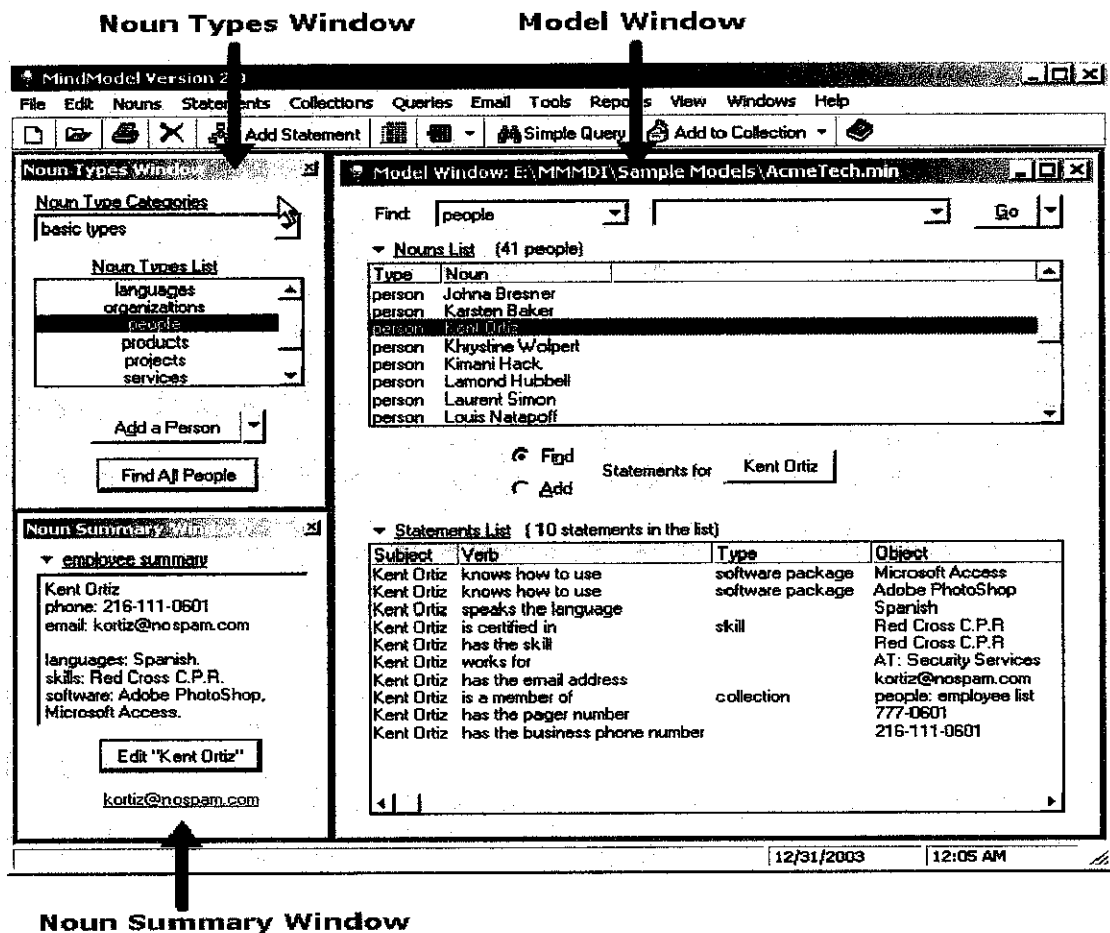 Noun Types Window
Model Window
MindModel Version 2.0
File Edit Nouns Statements Collections Queries Email Tools Reports View Windows Help
Add Statement Simple Query Add to Collection
Noun Types Window
Noun Type Categories
basic types
Noun Types List
languages
organizations
people
products
projects
services
Add a Person
Find All People
Noun Summary Window
employee summary
Kent Ortiz
phone: 216-111-0601
email: kortiz@nospam.com
languages: Spanish.
skills: Red Cross C.P.R.
software: Adobe PhotoShop,
Microsoft Access.
Edit "Kent Ortiz"
kortiz@nospam.com
Model Window: E:\MMMDI\Sample Models\AcmeTech.min
Find: people Go
Nouns List (41 people)
Type Noun
person Johna Bresner
person Karsten Baker
person Kent Ortiz
person Khrystine Wolpert
person Kimani Hack
person Lamond Hubbell
person Laurent Simon
person Louis Natapoff
Find
Statements for Kent Ortiz
Add
Statements List (10 statements in the list)
Subject Verb Type Object
Kent Ortiz knows how to use software package Microsoft Access
Kent Ortiz knows how to use software package Adobe PhotoShop
Kent Ortiz speaks the language Spanish
Kent Ortiz is certified in skill Red Cross C.P.R
Kent Ortiz has the skill Red Cross C.P.R
Kent Ortiz works for AT: Security Services
Kent Ortiz has the email address kortiz@nospam.com
Kent Ortiz is a member of collection people: employee list
Kent Ortiz has the pager number 777-0601
Kent Ortiz has the business phone number 216-111-0601
12/31/2003 12:05 AM
Noun Summary Window